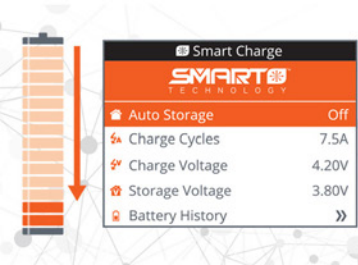 Smart Charge
SMART
TECHNOLOGY
Auto Storage Off
Charge Cycles 7.5A
Charge Voltage 4.20V
Storage Voltage 3.80V
Battery History »